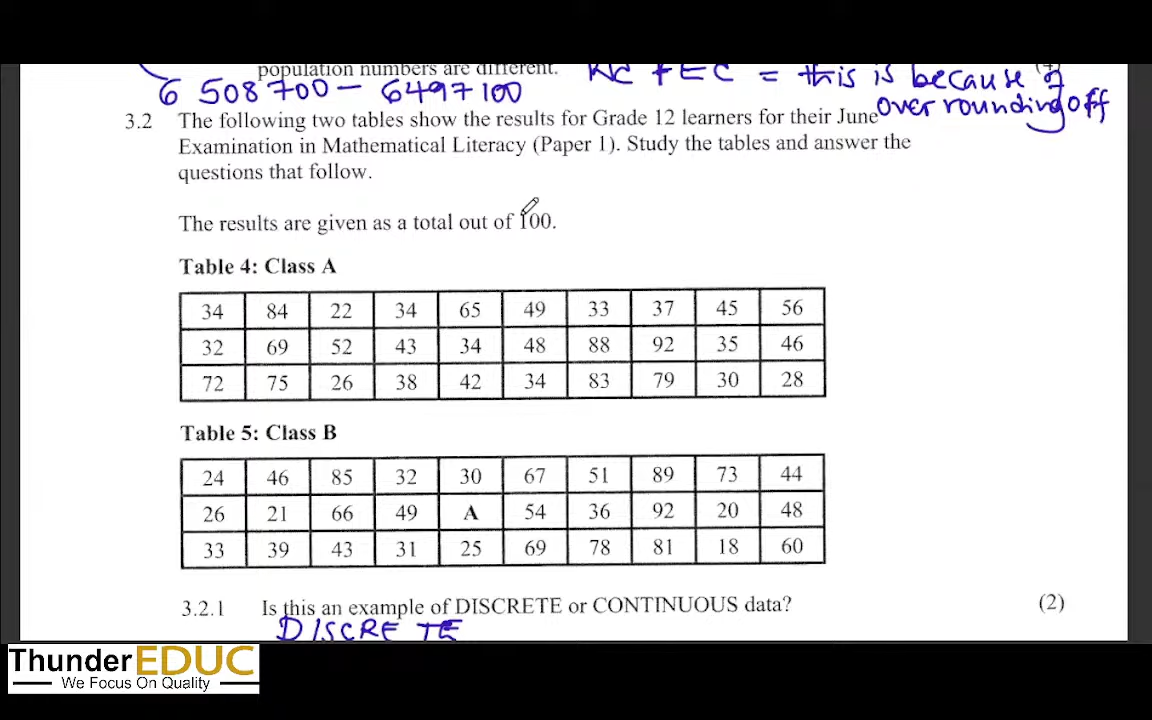 population numbers are different. NC + EC = this is because of
6 508 700 - 6497100 over rounding off
3.2 The following two tables show the results for Grade 12 learners for their June
Examination in Mathematical Literacy (Paper 1). Study the tables and answer the
questions that follow.
The results are given as a total out of 100.
Table 4: Class A
34 84 22 34 65 49 33 37 45 56
32 69 52 43 34 48 88 92 35 46
72 75 26 38 42 34 83 79 30 28
Table 5: Class B
24 46 85 32 30 67 51 89 73 44
26 21 66 49 A 54 36 92 20 48
33 39 43 31 25 69 78 81 18 60
3.2.1 Is this an example of DISCRETE or CONTINUOUS data? (2)
DISCRETE
ThunderEDUC
We Focus On Quality